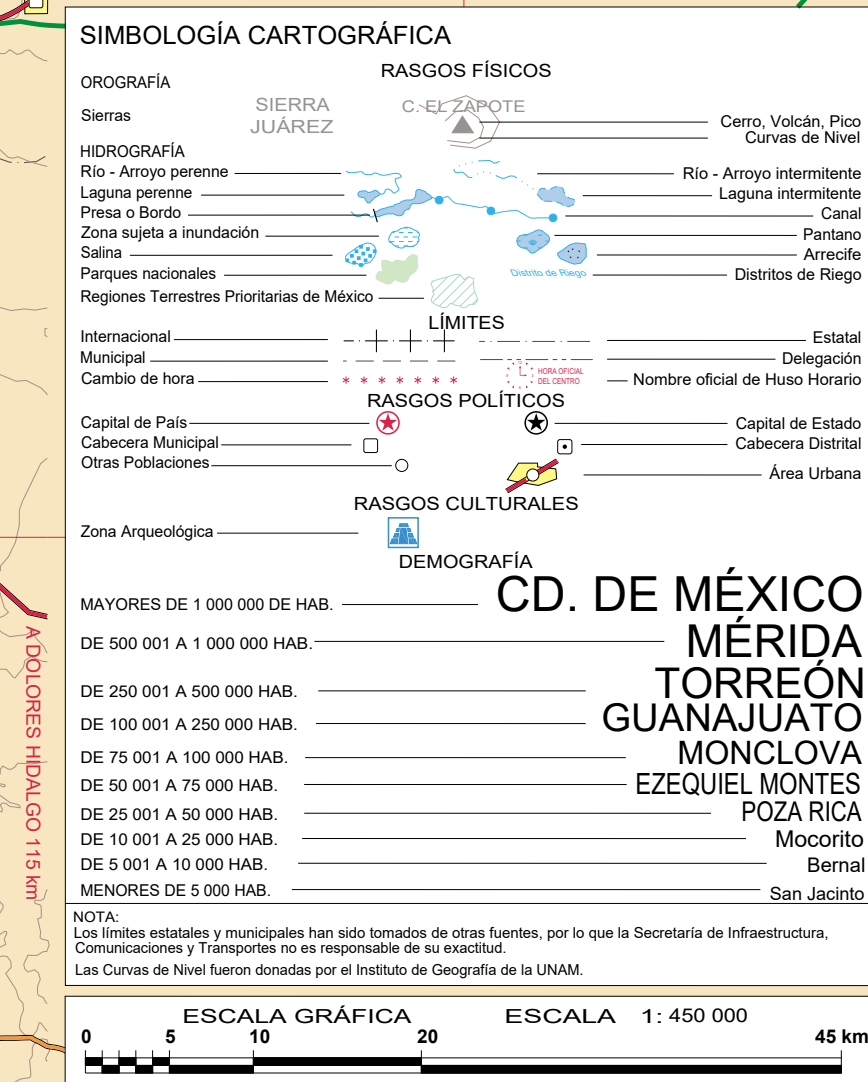 SIMBOLOGÍA CARTOGRÁFICA
RASGOS FÍSICOS
OROGRAFÍA
Sierras
SIERRA
JUÁREZ
C. EL ZAPOTE
Cerro, Volcán, Pico
Curvas de Nivel
HIDROGRAFÍA
Río - Arroyo perenne
Río - Arroyo intermitente
Laguna perenne
Laguna intermitente
Presa o Bordo
Canal
Zona sujeta a inundación
Pantano
Salina
Arrecife
Parques nacionales
Distrito de Riego
Distritos de Riego
Regiones Terrestres Prioritarias de México
LÍMITES
Internacional
Estatal
Municipal
Delegación
Cambio de hora
HORA OFICIAL
DEL CENTRO
Nombre oficial de Huso Horario
RASGOS POLÍTICOS
Capital de País
Capital de Estado
Cabecera Municipal
Cabecera Distrital
Otras Poblaciones
Área Urbana
RASGOS CULTURALES
Zona Arqueológica
DEMOGRAFÍA
MAYORES DE 1 000 000 DE HAB.
CD. DE MÉXICO
DE 500 001 A 1 000 000 HAB.
MÉRIDA
DE 250 001 A 500 000 HAB.
TORREÓN
DE 100 001 A 250 000 HAB.
GUANAJUATO
DE 75 001 A 100 000 HAB.
MONCLOVA
DE 50 001 A 75 000 HAB.
EZEQUIEL MONTES
DE 25 001 A 50 000 HAB.
POZA RICA
DE 10 001 A 25 000 HAB.
Mocorito
DE 5 001 A 10 000 HAB.
Bernal
MENORES DE 5 000 HAB.
San Jacinto
A DOLORES HIDALGO 115 km
NOTA:
Los límites estatales y municipales han sido tomados de otras fuentes, por lo que la Secretaría de Infraestructura,
Comunicaciones y Transportes no es responsable de su exactitud.
Las Curvas de Nivel fueron donadas por el Instituto de Geografía de la UNAM.
ESCALA GRÁFICA
ESCALA 1: 450 000
0 5 10 20 45 km